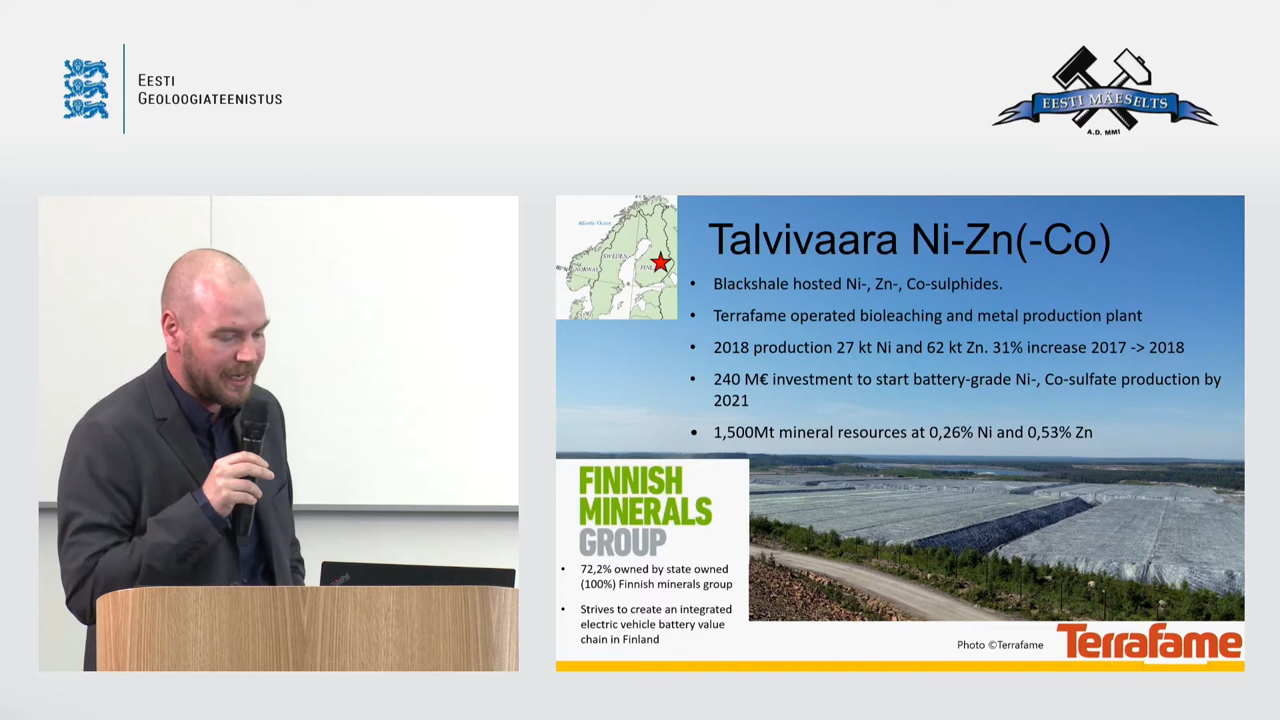 EESTI
GEOLOOGIATEENISTUS
EESTI MÄESELTS
A.D. MMI
Atlantic Ocean
SWEDEN
NORWAY
Talvivaara Ni-Zn(-Co)
• Blackshale hosted Ni-, Zn-, Co-sulphides.
• Terrafame operated bioleaching and metal production plant
• 2018 production 27 kt Ni and 62 kt Zn. 31% increase 2017 -> 2018
• 240 M€ investment to start battery-grade Ni-, Co-sulfate production by
2021
• 1,500Mt mineral resources at 0,26% Ni and 0,53% Zn
FINNISH
MINERALS
GROUP
• 72,2% owned by state owned
(100%) Finnish minerals group
• Strives to create an integrated
electric vehicle battery value
chain in Finland
Photo ©Terrafame
Terrafame